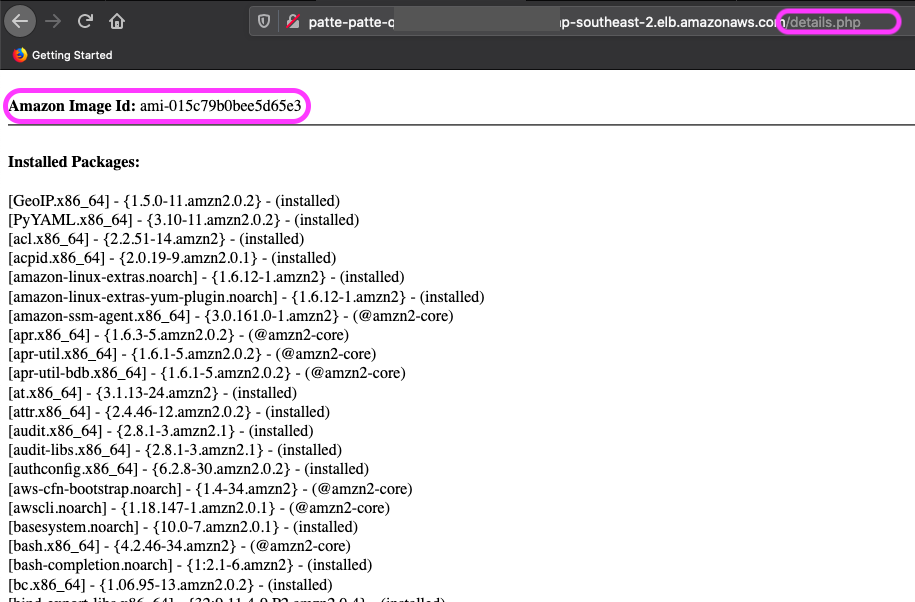 patte-patte-
p-southeast-2.elb.amazonaws.com/details.php
Getting Started
Amazon Image Id: ami-015c79b0bee5d65e3
Installed Packages:
[GeoIP.x86_64] - {1.5.0-11.amzn2.0.2} - (installed)
[PyYAML.x86_64] - {3.10-11.amzn2.0.2} - (installed)
[acl.x86_64] - {2.2.51-14.amzn2} - (installed)
[acpid.x86_64] - {2.0.19-9.amzn2.0.1} - (installed)
[amazon-linux-extras.noarch] - {1.6.12-1.amzn2} - (installed)
[amazon-linux-extras-yum-plugin.noarch] - {1.6.12-1.amzn2} - (installed)
[amazon-ssm-agent.x86_64] - {3.0.161.0-1.amzn2} - (@amzn2-core)
[apr.x86_64] - {1.6.3-5.amzn2.0.2} - (@amzn2-core)
[apr-util.x86_64] - {1.6.1-5.amzn2.0.2} - (@amzn2-core)
[apr-util-bdb.x86_64] - {1.6.1-5.amzn2.0.2} - (@amzn2-core)
[at.x86_64] - {3.1.13-24.amzn2} - (installed)
[attr.x86_64] - {2.4.46-12.amzn2.0.2} - (installed)
[audit.x86_64] - {2.8.1-3.amzn2.1} - (installed)
[audit-libs.x86_64] - {2.8.1-3.amzn2.1} - (installed)
[authconfig.x86_64] - {6.2.8-30.amzn2.0.2} - (installed)
[aws-cfn-bootstrap.noarch] - {1.4-34.amzn2} - (@amzn2-core)
[awscli.noarch] - {1.18.147-1.amzn2.0.1} - (@amzn2-core)
[basesystem.noarch] - {10.0-7.amzn2.0.1} - (installed)
[bash.x86_64] - {4.2.46-34.amzn2} - (@amzn2-core)
[bash-completion.noarch] - {1:2.1-6.amzn2} - (installed)
[bc.x86_64] - {1.06.95-13.amzn2.0.2} - (installed)